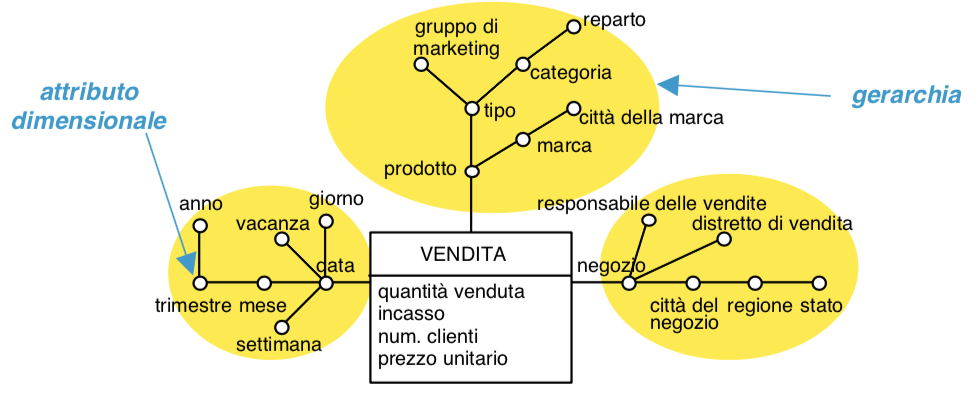 reparto
gruppo di
marketing
categoria
tipo
città della marca
marca
prodotto
attributo
dimensionale
gerarchia
anno
giorno
vacanza
data
trimestre mese
settimana
VENDITA
quantità venduta
incasso
num. clienti
prezzo unitario
responsabile delle vendite
distretto di vendita
negozio
città del
negozio
regione
stato